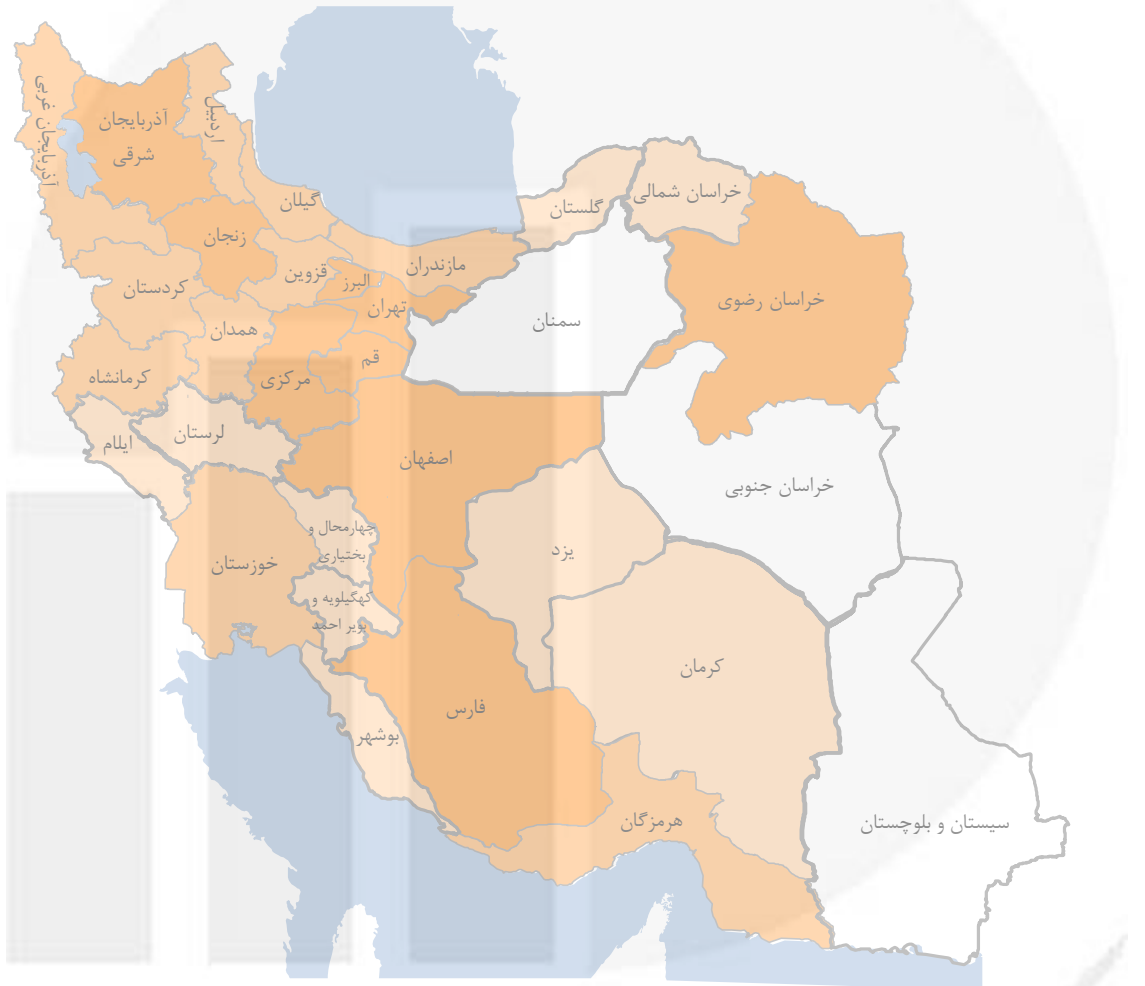 آذربایجان غربی
آذربایجان
شرقی
اردبیل
گیلان
زنجان
کردستان
قزوین
البرز
مازندران
تهران
گلستان
خراسان شمالی
خراسان رضوی
سمنان
همدان
قم
مرکزی
کرمانشاه
لرستان
ایلام
اصفهان
خراسان جنوبی
یزد
چهارمحال و
بختیاری
خوزستان
کهگیلویه و
بویر احمد
کرمان
فارس
بوشهر
هرمزگان
سیستان و بلوچستان